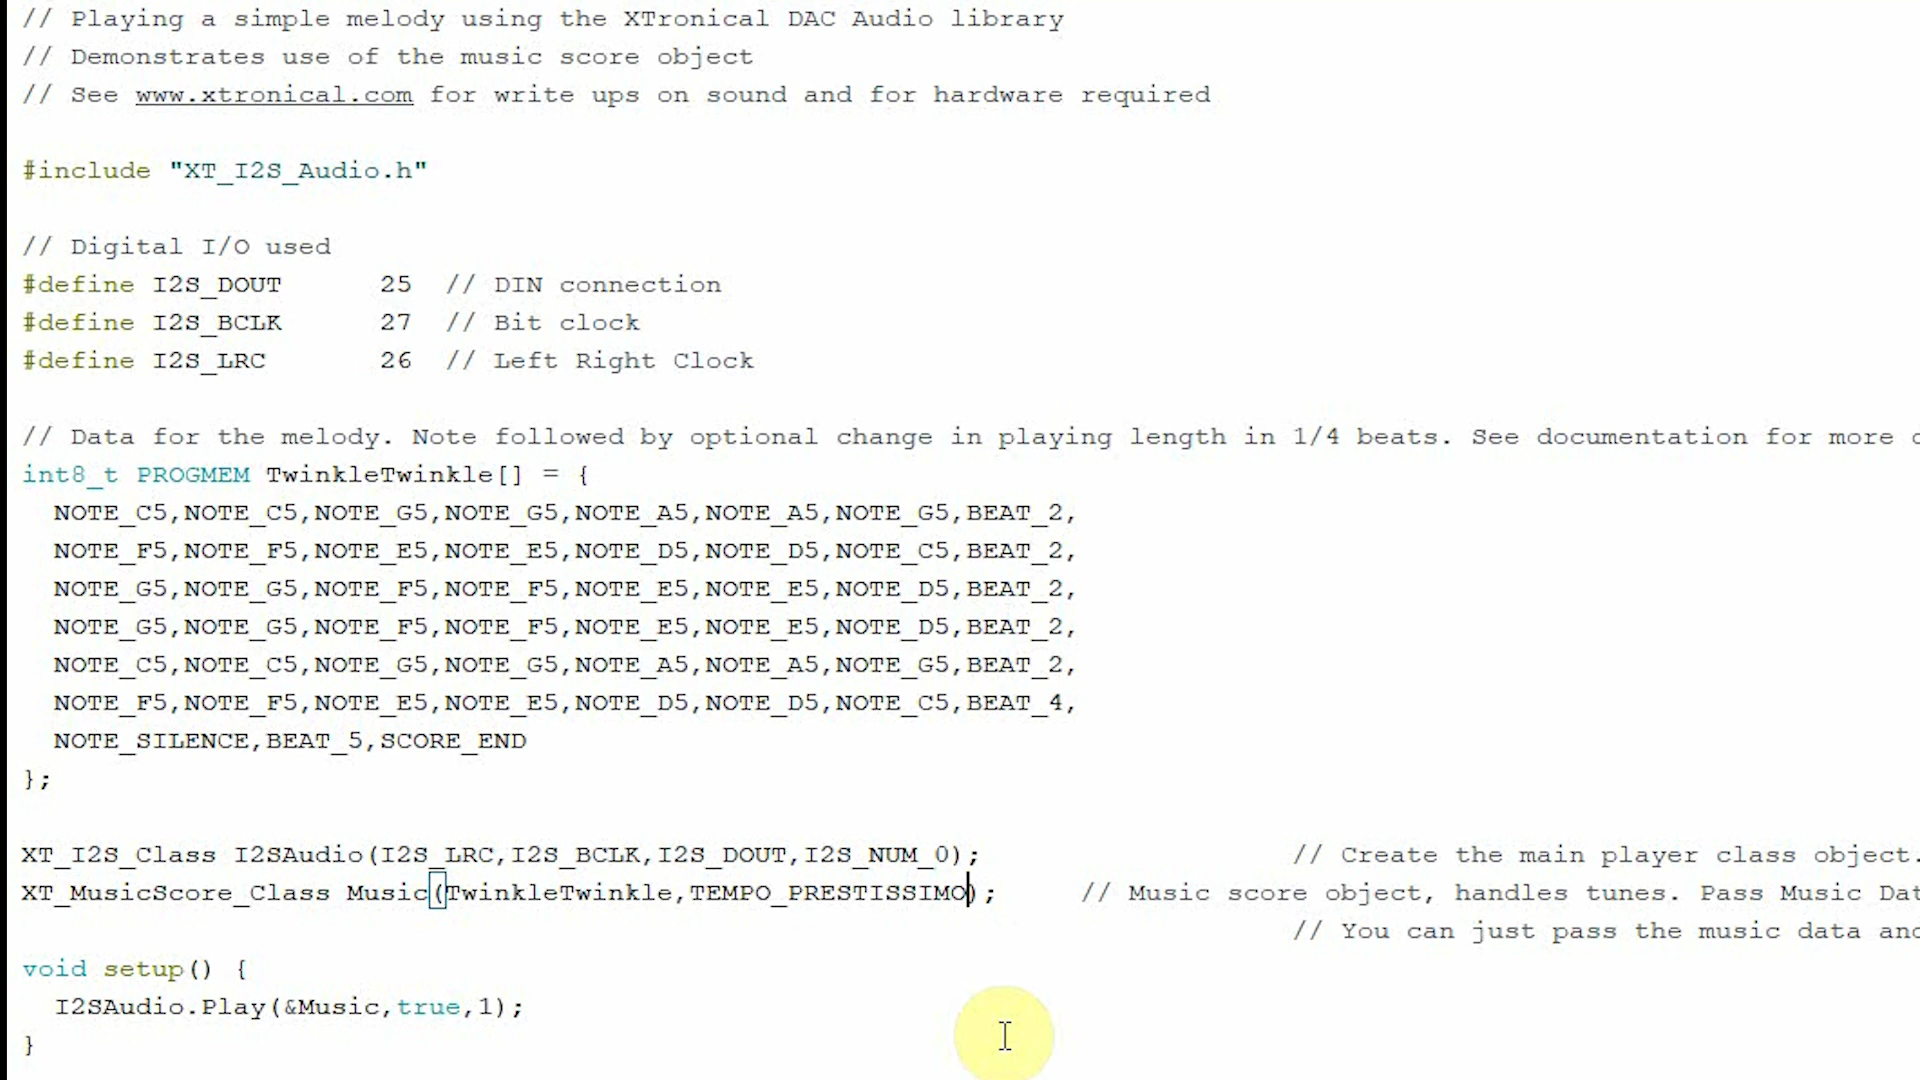 // Playing a simple melody using the XTronical DAC Audio library
// Demonstrates use of the music score object
// See www.xtronical.com for write ups on sound and for hardware required
#include "XT_I2S_Audio.h"
// Digital I/O used
#define I2S_DOUT 25 // DIN connection
#define I2S_BCLK 27 // Bit clock
#define I2S_LRC 26 // Left Right Clock
// Data for the melody. Note followed by optional change in playing length in 1/4 beats. See documentation for more
int8_t PROGMEM TwinkleTwinkle[] = {
NOTE_C5,NOTE_C5,NOTE_G5,NOTE_G5,NOTE_A5,NOTE_A5,NOTE_G5,BEAT_2,
NOTE_F5,NOTE_F5,NOTE_E5,NOTE_E5,NOTE_D5,NOTE_D5,NOTE_C5,BEAT_2,
NOTE_G5,NOTE_G5,NOTE_F5,NOTE_F5,NOTE_E5,NOTE_E5,NOTE_D5,BEAT_2,
NOTE_G5,NOTE_G5,NOTE_F5,NOTE_F5,NOTE_E5,NOTE_E5,NOTE_D5,BEAT_2,
NOTE_C5,NOTE_C5,NOTE_G5,NOTE_G5,NOTE_A5,NOTE_A5,NOTE_G5,BEAT_2,
NOTE_F5,NOTE_F5,NOTE_E5,NOTE_E5,NOTE_D5,NOTE_D5,NOTE_C5,BEAT_4,
NOTE_SILENCE,BEAT_5,SCORE_END
};
XT_I2S_Class I2SAudio(I2S_LRC,I2S_BCLK,I2S_DOUT,I2S_NUM_0); // Create the main player class object.
XT_MusicScore_Class Music(TwinkleTwinkle,TEMPO_PRESTISSIMO); // Music score object, handles tunes. Pass Music Dat
// You can just pass the music data and
void setup() {
I2SAudio.Play(&Music,true,1);
}